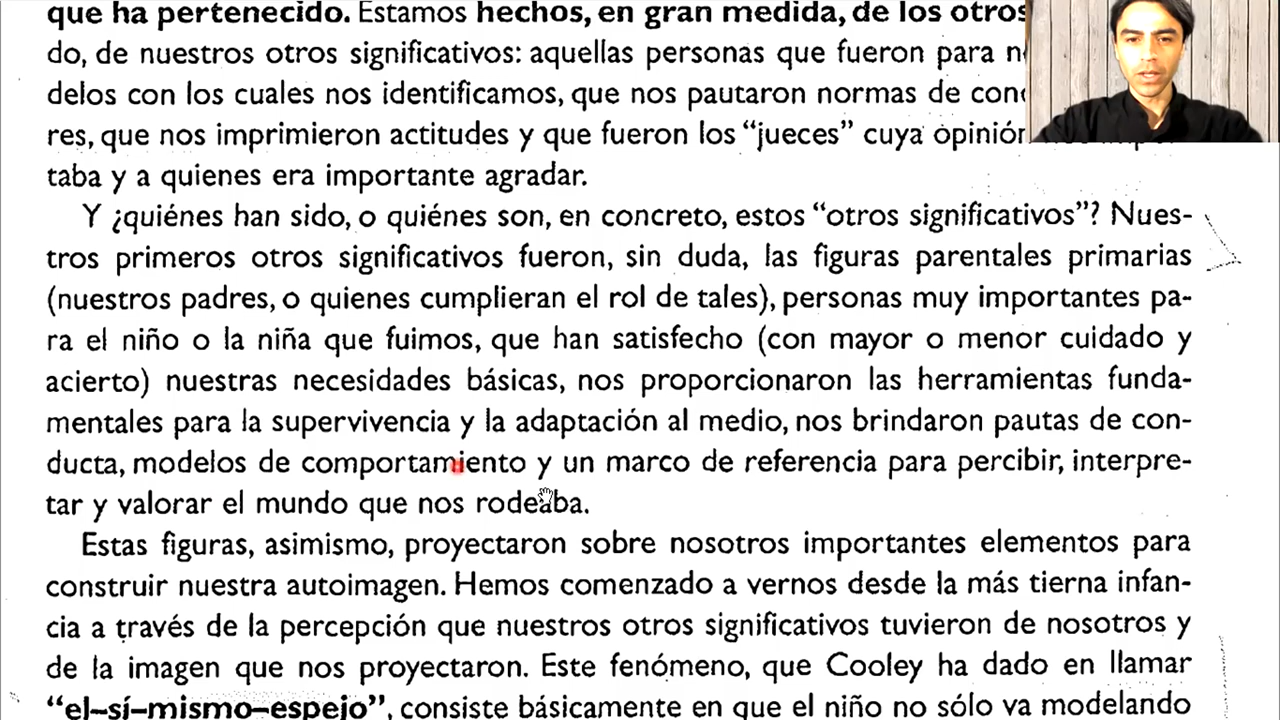 que ha pertenecido. Estamos hechos, en gran medida, de los otros
do, de nuestros otros significativos: aquellas personas que fueron para
delos con los cuales nos identificamos, que nos pautaron normas de
res, que nos imprimieron actitudes y que fueron los “jueces” cuya opinión
taba y a quienes era importante agradar.
Y ¿quiénes han sido, o quiénes son, en concreto, estos “otros significativos”? Nues-
tros primeros otros significativos fueron, sin duda, las figuras parentales primarias
(nuestros padres, o quienes cumplieran el rol de tales), personas muy importantes pa-
ra el niño o la niña que fuimos, que han satisfecho (con mayor o menor cuidado y
acierto) nuestras necesidades básicas, nos proporcionaron las herramientas funda-
mentales para la supervivencia y la adaptación al medio, nos brindaron pautas de con-
ducta, modelos de comportamiento y un marco de referencia para percibir, interpre-
tar y valorar el mundo que nos rodeaba.
Estas figuras, asimismo, proyectaron sobre nosotros importantes elementos para
construir nuestra autoimagen. Hemos comenzado a vernos desde la más tierna infan-
cia a través de la percepción que nuestros otros significativos tuvieron de nosotros y
de la imagen que nos proyectaron. Este fenómeno, que Cooley ha dado en llamar
“el–sí–mismo–espejo”, consiste básicamente en que el niño no sólo va modelando